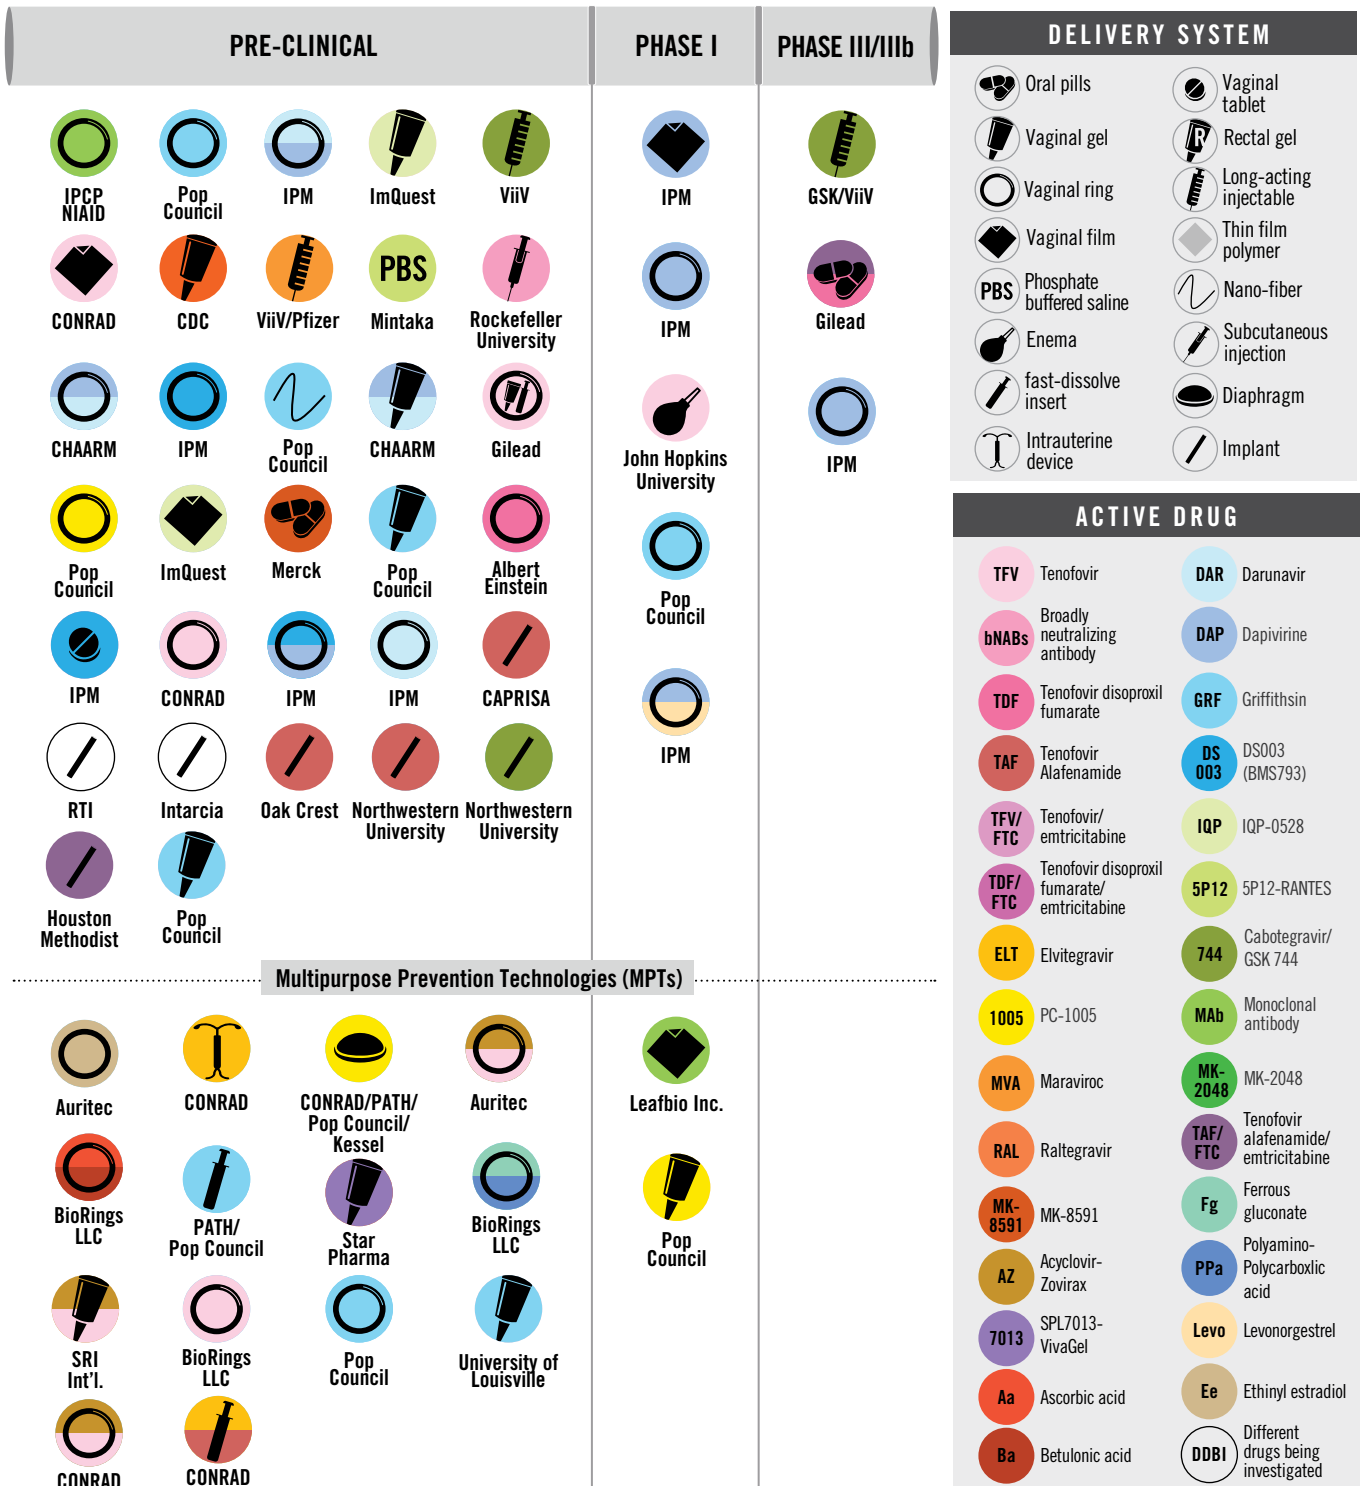 PRE-CLINICAL
PHASE I
PHASE III/IIIb
IPCP
NIAID
Pop
Council
IPM
ImQuest
ViiV
IPM
GSK/ViiV
CONRAD
CDC
ViiV/Pfizer
PBS
Mintaka
Rockefeller
University
IPM
Gilead
CHAARM
IPM
Pop
Council
CHAARM
Gilead
John Hopkins
University
IPM
Pop
Council
ImQuest
Merck
Pop
Council
Albert
Einstein
Pop
Council
IPM
CONRAD
IPM
IPM
CAPRISA
IPM
RTI
Intarcia
Oak Crest
Northwestern
University
Northwestern
University
Houston
Methodist
Pop
Council
Multipurpose Prevention Technologies (MPTs)
Auritec
CONRAD
CONRAD/PATH/
Pop Council/
Kessel
Auritec
Leafbio Inc.
BioRings
LLC
PATH/
Pop Council
Star
Pharma
BioRings
LLC
Pop
Council
SRI
Int'l.
BioRings
LLC
Pop
Council
University of
Louisville
CONRAD
CONRAD
DELIVERY SYSTEM
Oral pills
Vaginal
tablet
Vaginal gel
R
Rectal gel
Vaginal ring
Long-acting
injectable
Vaginal film
Thin film
polymer
PBS
Phosphate
buffered saline
Nano-fiber
Enema
Subcutaneous
injection
fast-dissolve
insert
Diaphragm
Intrauterine
device
Implant
ACTIVE DRUG
TFV
Tenofovir
DAR
Darunavir
bNABs
Broadly
neutralizing
antibody
DAP
Dapivirine
TDF
Tenofovir disoproxil
fumarate
GRF
Griffithsin
TAF
Tenofovir
Alafenamide
DS
003
DS003
(BMS793)
TFV/
FTC
Tenofovir/
emtricitabine
IQP
IQP-0528
TDF/
FTC
Tenofovir disoproxil
fumarate/
emtricitabine
5P12
5P12-RANTES
ELT
Elvitegravir
744
Cabotegravir/
GSK 744
1005
PC-1005
MAb
Monoclonal
antibody
MVA
Maraviroc
MK-
2048
MK-2048
RAL
Raltegravir
TAF/
FTC
Tenofovir
alafenamide/
emtricitabine
MK-
8591
MK-8591
Fg
Ferrous
gluconate
AZ
Acyclovir-
Zovirax
PPa
Polyamino-
Polycarboxlic
acid
7013
SPL7013-
VivaGel
Levo
Levonorgestrel
Aa
Ascorbic acid
Ee
Ethinyl estradiol
Ba
Betulonic acid
DDBI
Different
drugs being
investigated